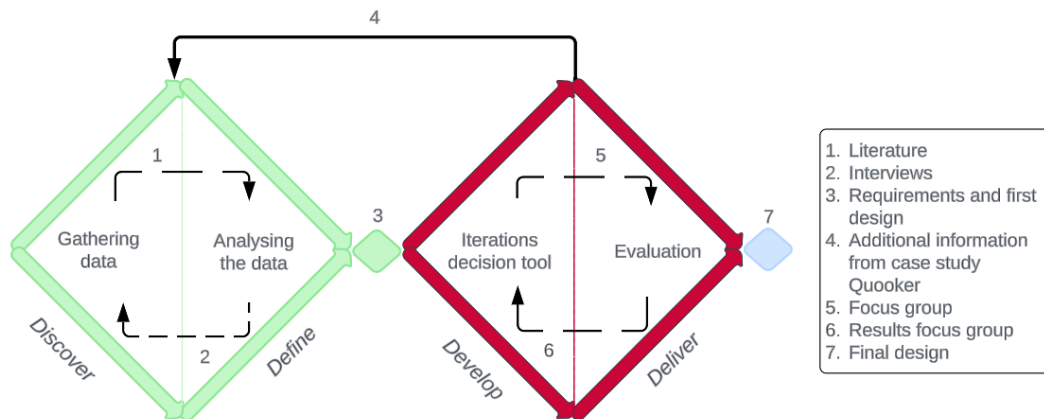 4
1
5
3
7
Gathering
data
Analysing
the data
Iterations
decision tool
Evaluation
2
6
Discover
Define
Develop
Deliver
1. Literature
2. Interviews
3. Requirements and first
design
4. Additional information
from case study
Quooker
5. Focus group
6. Results focus group
7. Final design